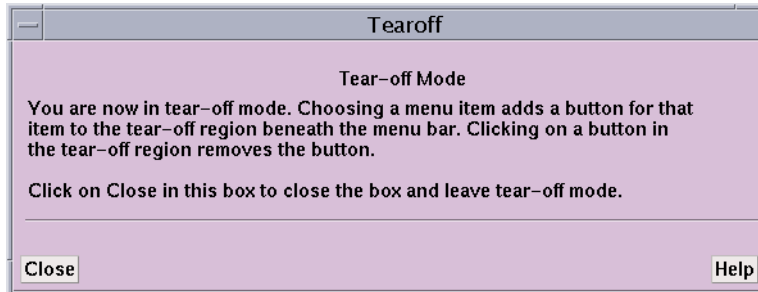 Tearoff
Tear-off Mode
You are now in tear-off mode. Choosing a menu item adds a button for that
item to the tear-off region beneath the menu bar. Clicking on a button in
the tear-off region removes the button.
Click on Close in this box to close the box and leave tear-off mode.
Close
Help